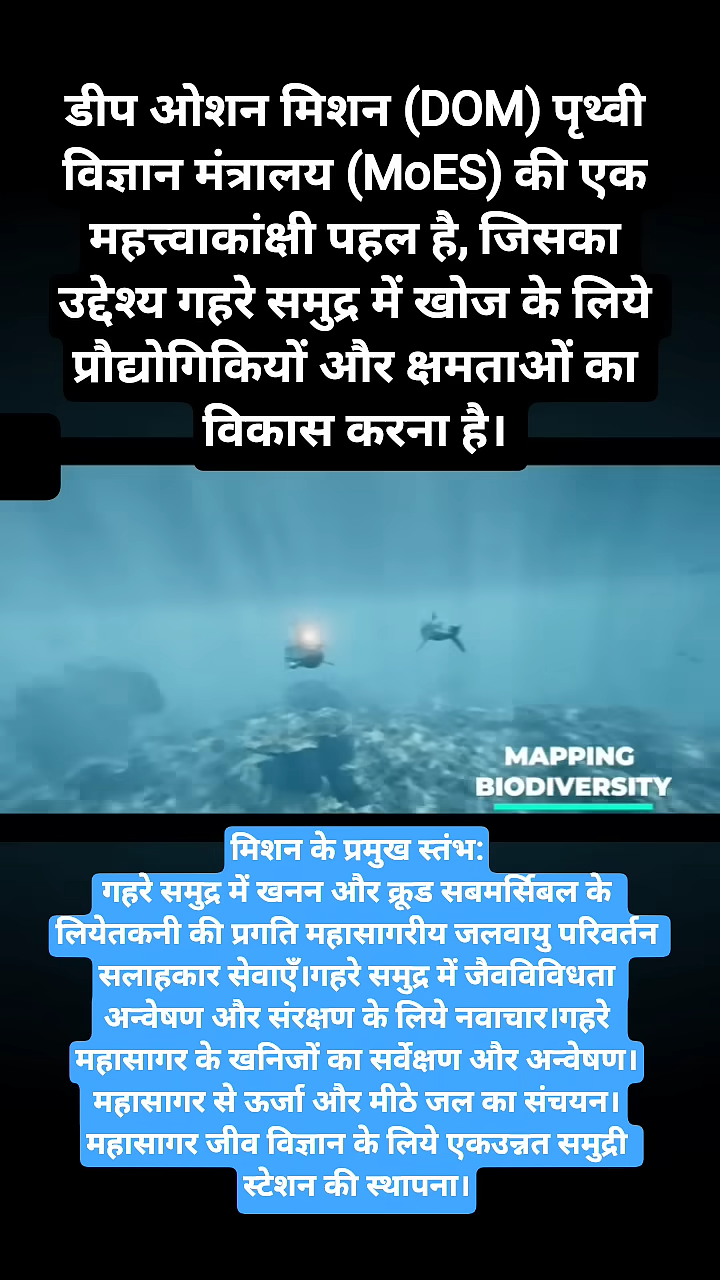 डीप ओशन मिशन (DOM) पृथ्वी
विज्ञान मंत्रालय (MoES) की एक
महत्त्वाकांक्षी पहल है, जिसका
उद्देश्य गहरे समुद्र में खोज के लिये
प्रौद्योगिकियों और क्षमताओं का
विकास करना है।
MAPPING
BIODIVERSITY
मिशन के प्रमुख स्तंभ:
गहरे समुद्र में खनन और क्रूड सबमर्सिबल के
लियेतकनी की प्रगति महासागरीय जलवायु परिवर्तन
सलाहकार सेवाएँ।गहरे समुद्र में जैवविविधता
अन्वेषण और संरक्षण के लिये नवाचार।गहरे
महासागर के खनिजों का सर्वेक्षण और अन्वेषण।
महासागर से ऊर्जा और मीठे जल का संचयन।
महासागर जीव विज्ञान के लिये एकउन्नत समुद्री
स्टेशन की स्थापना।